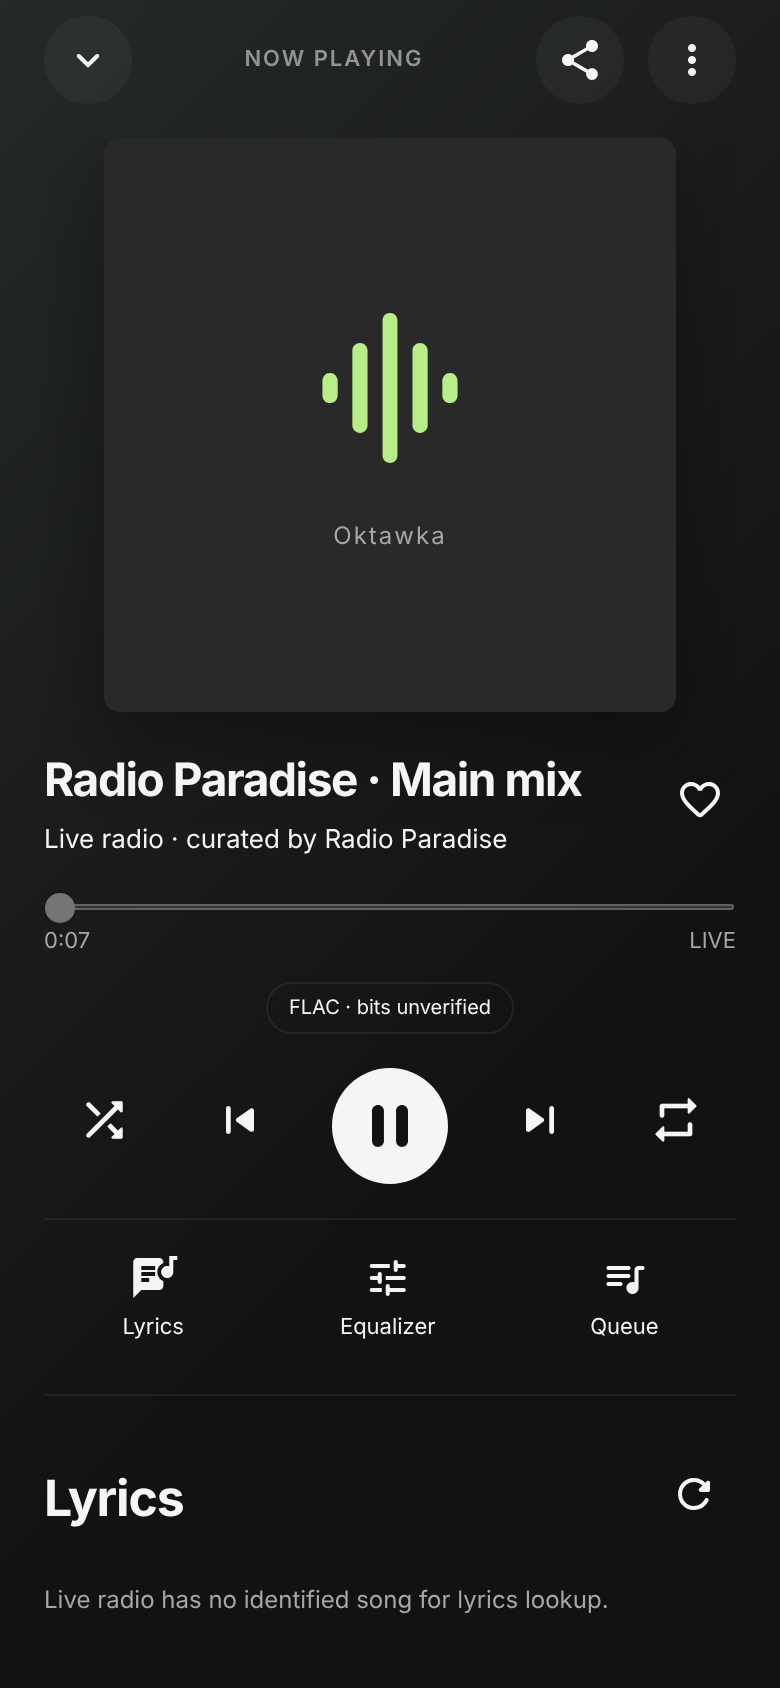 NOW PLAYING
Oktawka
Radio Paradise · Main mix
Live radio · curated by Radio Paradise
0:07 LIVE
FLAC · bits unverified
Lyrics Equalizer Queue
Lyrics
Live radio has no identified song for lyrics lookup.